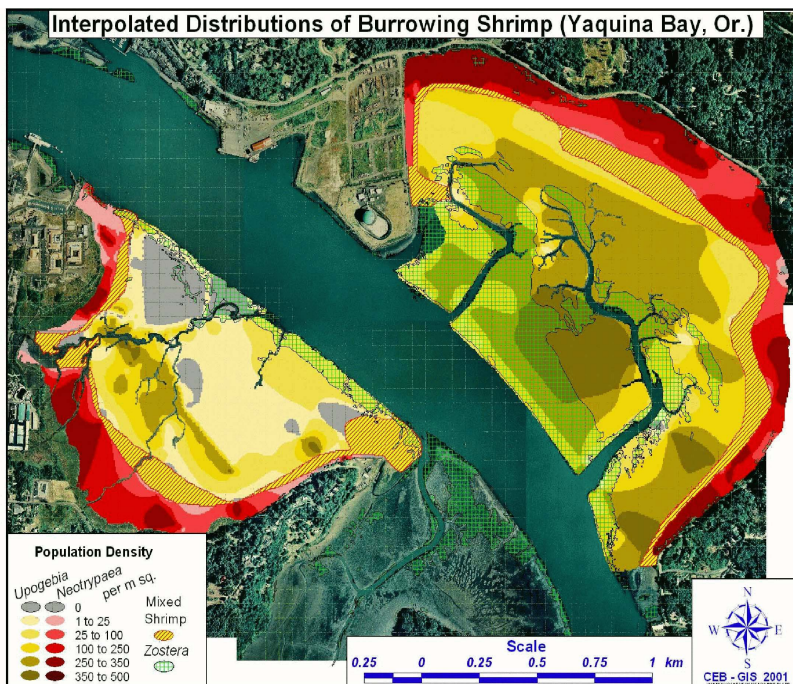 Interpolated Distributions of Burrowing Shrimp (Yaquina Bay, Or.)
Population Density
Upogebia
Neotrypaea
per m sq.
0
1 to 25
25 to 100
100 to 250
250 to 350
350 to 500
Mixed
Shrimp
Zostera
Scale
0.25 0 0.25 0.5 0.75 1 km
N
W E
S
CEB - GIS 2001